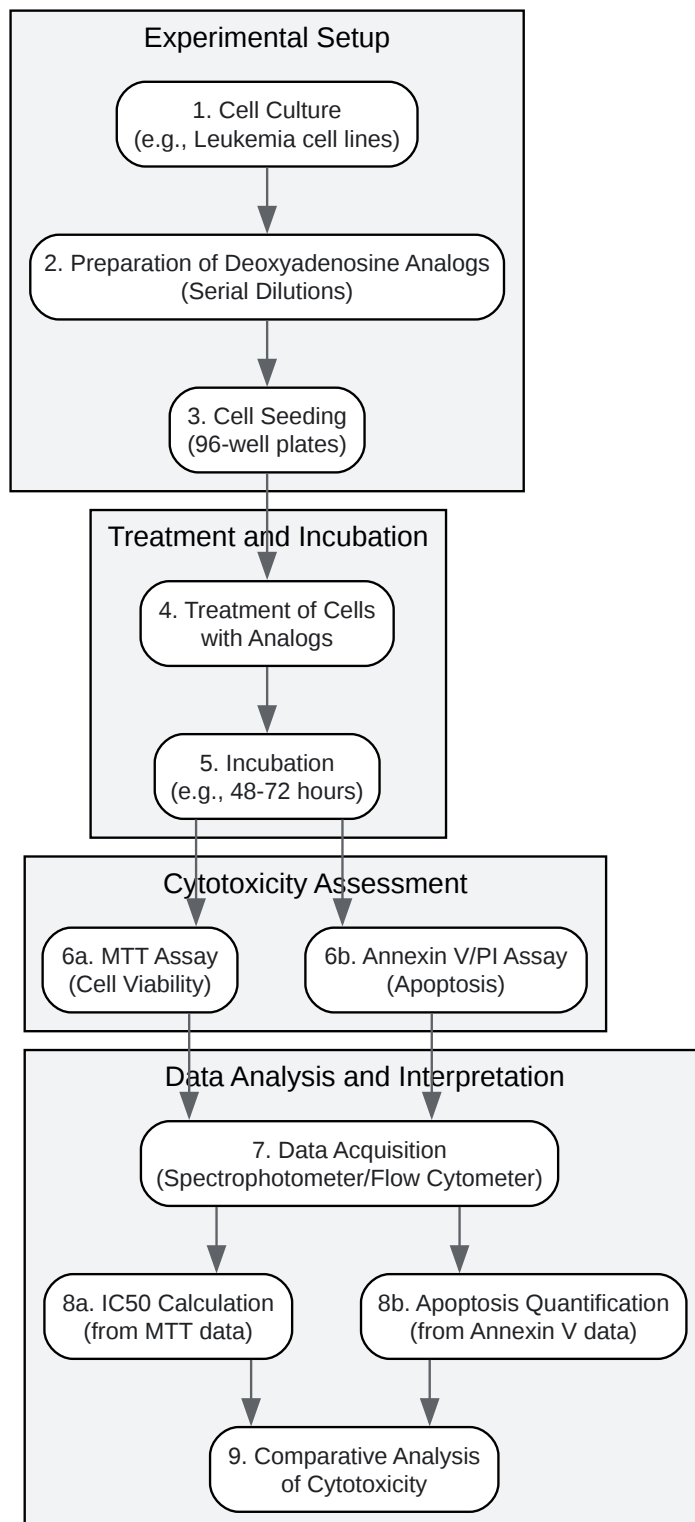 Experimental Setup
1. Cell Culture
(e.g., Leukemia cell lines)
2. Preparation of Deoxyadenosine Analogs
(Serial Dilutions)
3. Cell Seeding
(96-well plates)
Treatment and Incubation
4. Treatment of Cells
with Analogs
5. Incubation
(e.g., 48-72 hours)
Cytotoxicity Assessment
6a. MTT Assay
(Cell Viability)
6b. Annexin V/PI Assay
(Apoptosis)
Data Analysis and Interpretation
7. Data Acquisition
(Spectrophotometer/Flow Cytometer)
8a. IC50 Calculation
(from MTT data)
8b. Apoptosis Quantification
(from Annexin V data)
9. Comparative Analysis
of Cytotoxicity